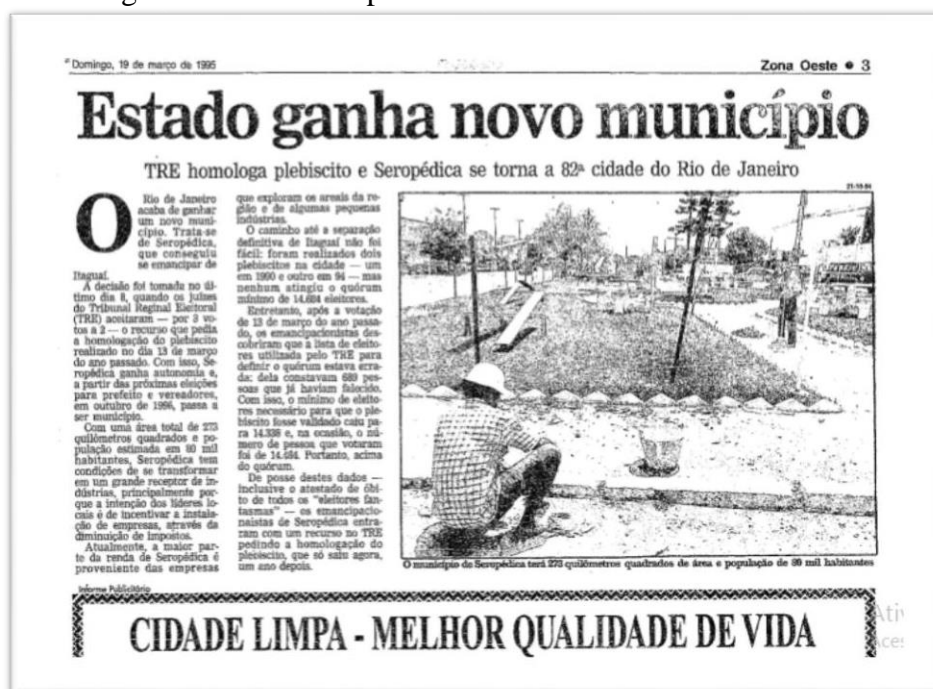 Domingo, 19 de março de 1995
Zona Oeste ● 3
Estado ganha novo município
TRE homologa plebiscito e Seropédica se torna a 82ª cidade do Rio de Janeiro
O Rio de Janeiro
acaba de ganhar
um novo muni-
cípio. Trata-se
de Seropédica,
que conseguiu
se emancipar de
Itaguaí.
A decisão foi tomada no úl-
timo dia 8, quando os juízes
do Tribunal Reginal Eleitoral
(TRE) aceitaram — por 3 vo-
tos a 2 — o recurso que pedia
a homologação do plebiscito
realizado no dia 13 de março
do ano passado. Com isso, Se-
ropédica ganha autonomia e,
a partir das próximas eleições
para prefeito e vereadores,
em outubro de 1996, passa a
ser município.
Com uma área total de 273
quilômetros quadrados e po-
pulação estimada em 80 mil
habitantes, Seropédica tem
condições de se transformar
em um grande receptor de in-
dústrias, principalmente por-
que a intenção dos líderes lo-
cais é de incentivar a instala-
ção de empresas, através da
diminuição de impostos.
Atualmente, a maior par-
te da renda de Seropédica é
proveniente das empresas
que exploram os areais da re-
gião e de algumas pequenas
indústrias.
O caminho até a separação
definitiva de Itaguaí não foi
fácil: foram realizados dois
plebiscitos na cidade — um
em 1990 e outro em 94 — mas
nenhum atingiu o quórum
mínimo de 14.604 eleitores.
Entretanto, após a votação
de 13 de março do ano passa-
do, os emancipacionistas des-
cobriram que a lista de eleito-
res utilizada pelo TRE para
definir o quórum estava erra-
da: dela constavam 689 pes-
soas que já haviam falecido.
Com isso, o mínimo de eleito-
res necessário para que o ple-
biscito fosse validado caiu pa-
ra 14.338 e, na ocasião, o nú-
mero de pessoa que votaram
foi de 14.484. Portanto, acima
do quórum.
De posse destes dados —
inclusive o atestado de óbi-
to de todos os "eleitores fan-
tasmas" — os emancipacio-
naistas de Seropédica entra-
ram com um recurso no TRE
pedindo a homologação do
plebiscito, que só saiu agora,
um ano depois.
O município de Seropédica terá 273 quilômetros quadrados de área e população de 80 mil habitantes
Informe Publicitário
CIDADE LIMPA - MELHOR QUALIDADE DE VIDA